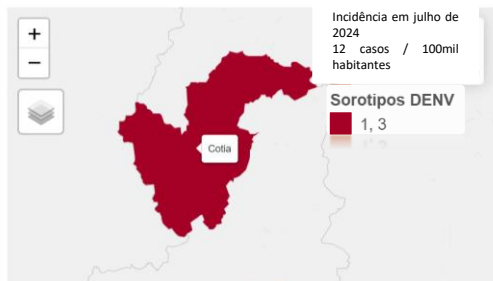 Incidência em julho de
2024
12 casos / 100mil
habitantes
+
−
Sorotipos DENV
1, 3
Cotia